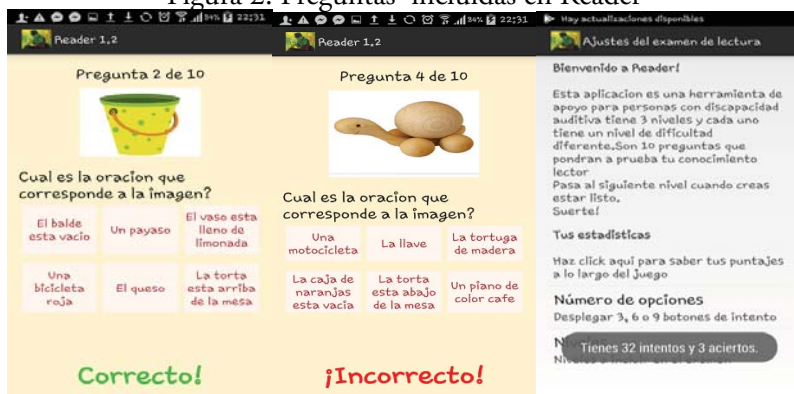 Figura 2. Preguntas incluidas en Reader
34% 22:31
Reader 1.2
Pregunta 2 de 10
Cual es la oracion que
corresponde a la imagen?
El balde
esta vacio
Un payaso
El vaso esta
lleno de
limonada
Una
bicicleta
roja
El queso
La torta
esta arriba
de la mesa
Correcto!
34% 22:31
Reader 1.2
Pregunta 4 de 10
Cual es la oracion que
corresponde a la imagen?
Una
motocicleta
La llave
La tortuga
de madera
La caja de
naranjas
esta vacia
La torta
esta abajo
de la mesa
Un piano de
color cafe
¡Incorrecto!
Hay actualizaciones disponibles
Ajustes del examen de lectura
Bienvenido a Reader!
Esta aplicacion es una herramienta de
apoyo para personas con discapacidad
auditiva tiene 3 niveles y cada uno
tiene un nivel de dificultad
diferente.Son 10 preguntas que
pondran a prueba tu conocimiento
lector
Pasa al siguiente nivel cuando creas
estar listo.
Suerte!
Tus estadisticas
Haz click aqui para saber tus puntajes
a lo largo del juego
Número de opciones
Desplegar 3, 6 o 9 botones de intento
Tienes 32 intentos y 3 aciertos.